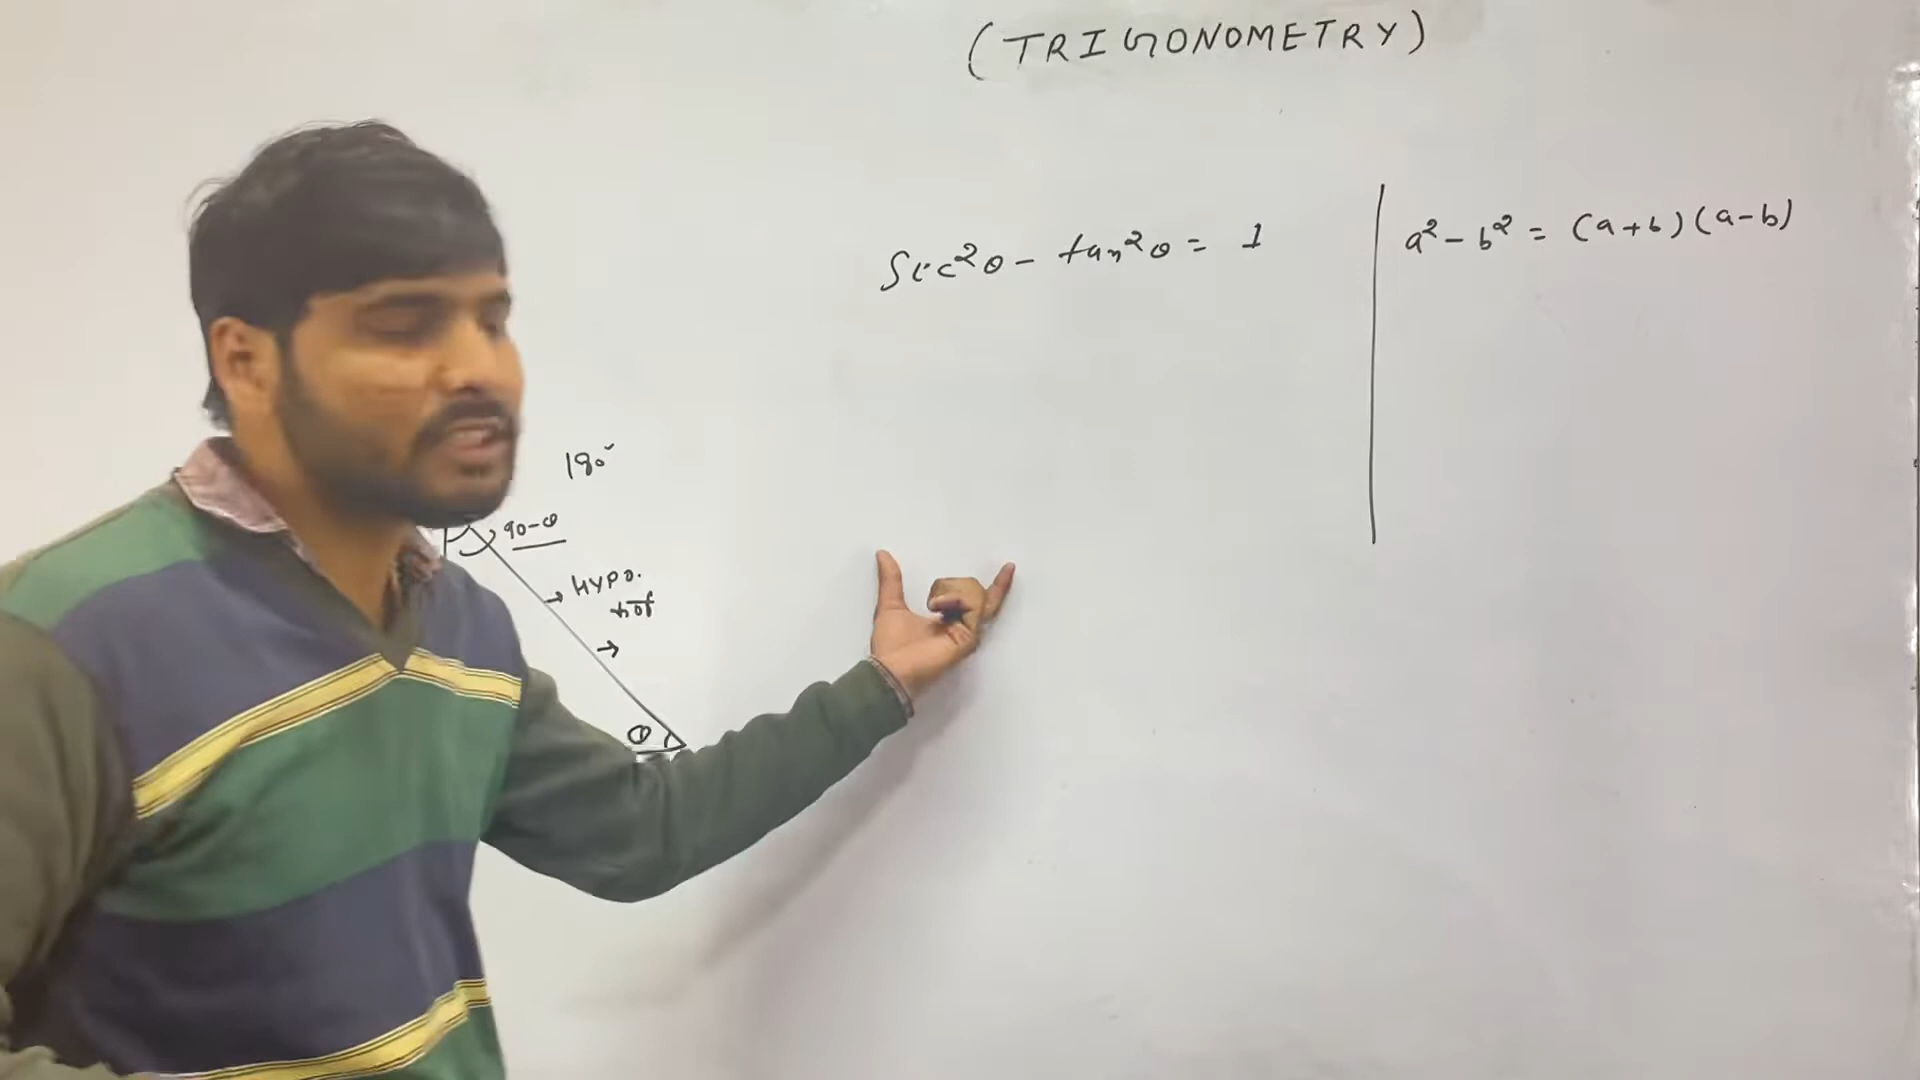 (TRIGONOMETRY)
Sec²θ - tan²θ = 1
a² - b² = (a+b)(a-b)
180°
90-θ
→ Hypo.
→
θ